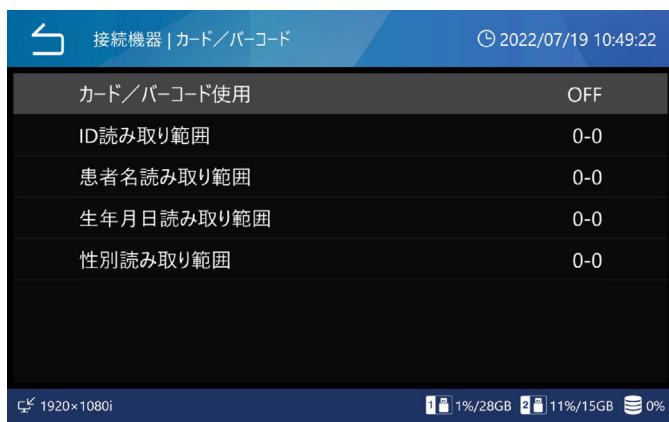 接続機器 | カード／バーコード 2022/07/19 10:49:22
カード／バーコード使用 OFF
ID読み取り範囲 0-0
患者名読み取り範囲 0-0
生年月日読み取り範囲 0-0
性別読み取り範囲 0-0
1920×1080i 1 1%/28GB 2 11%/15GB 0%